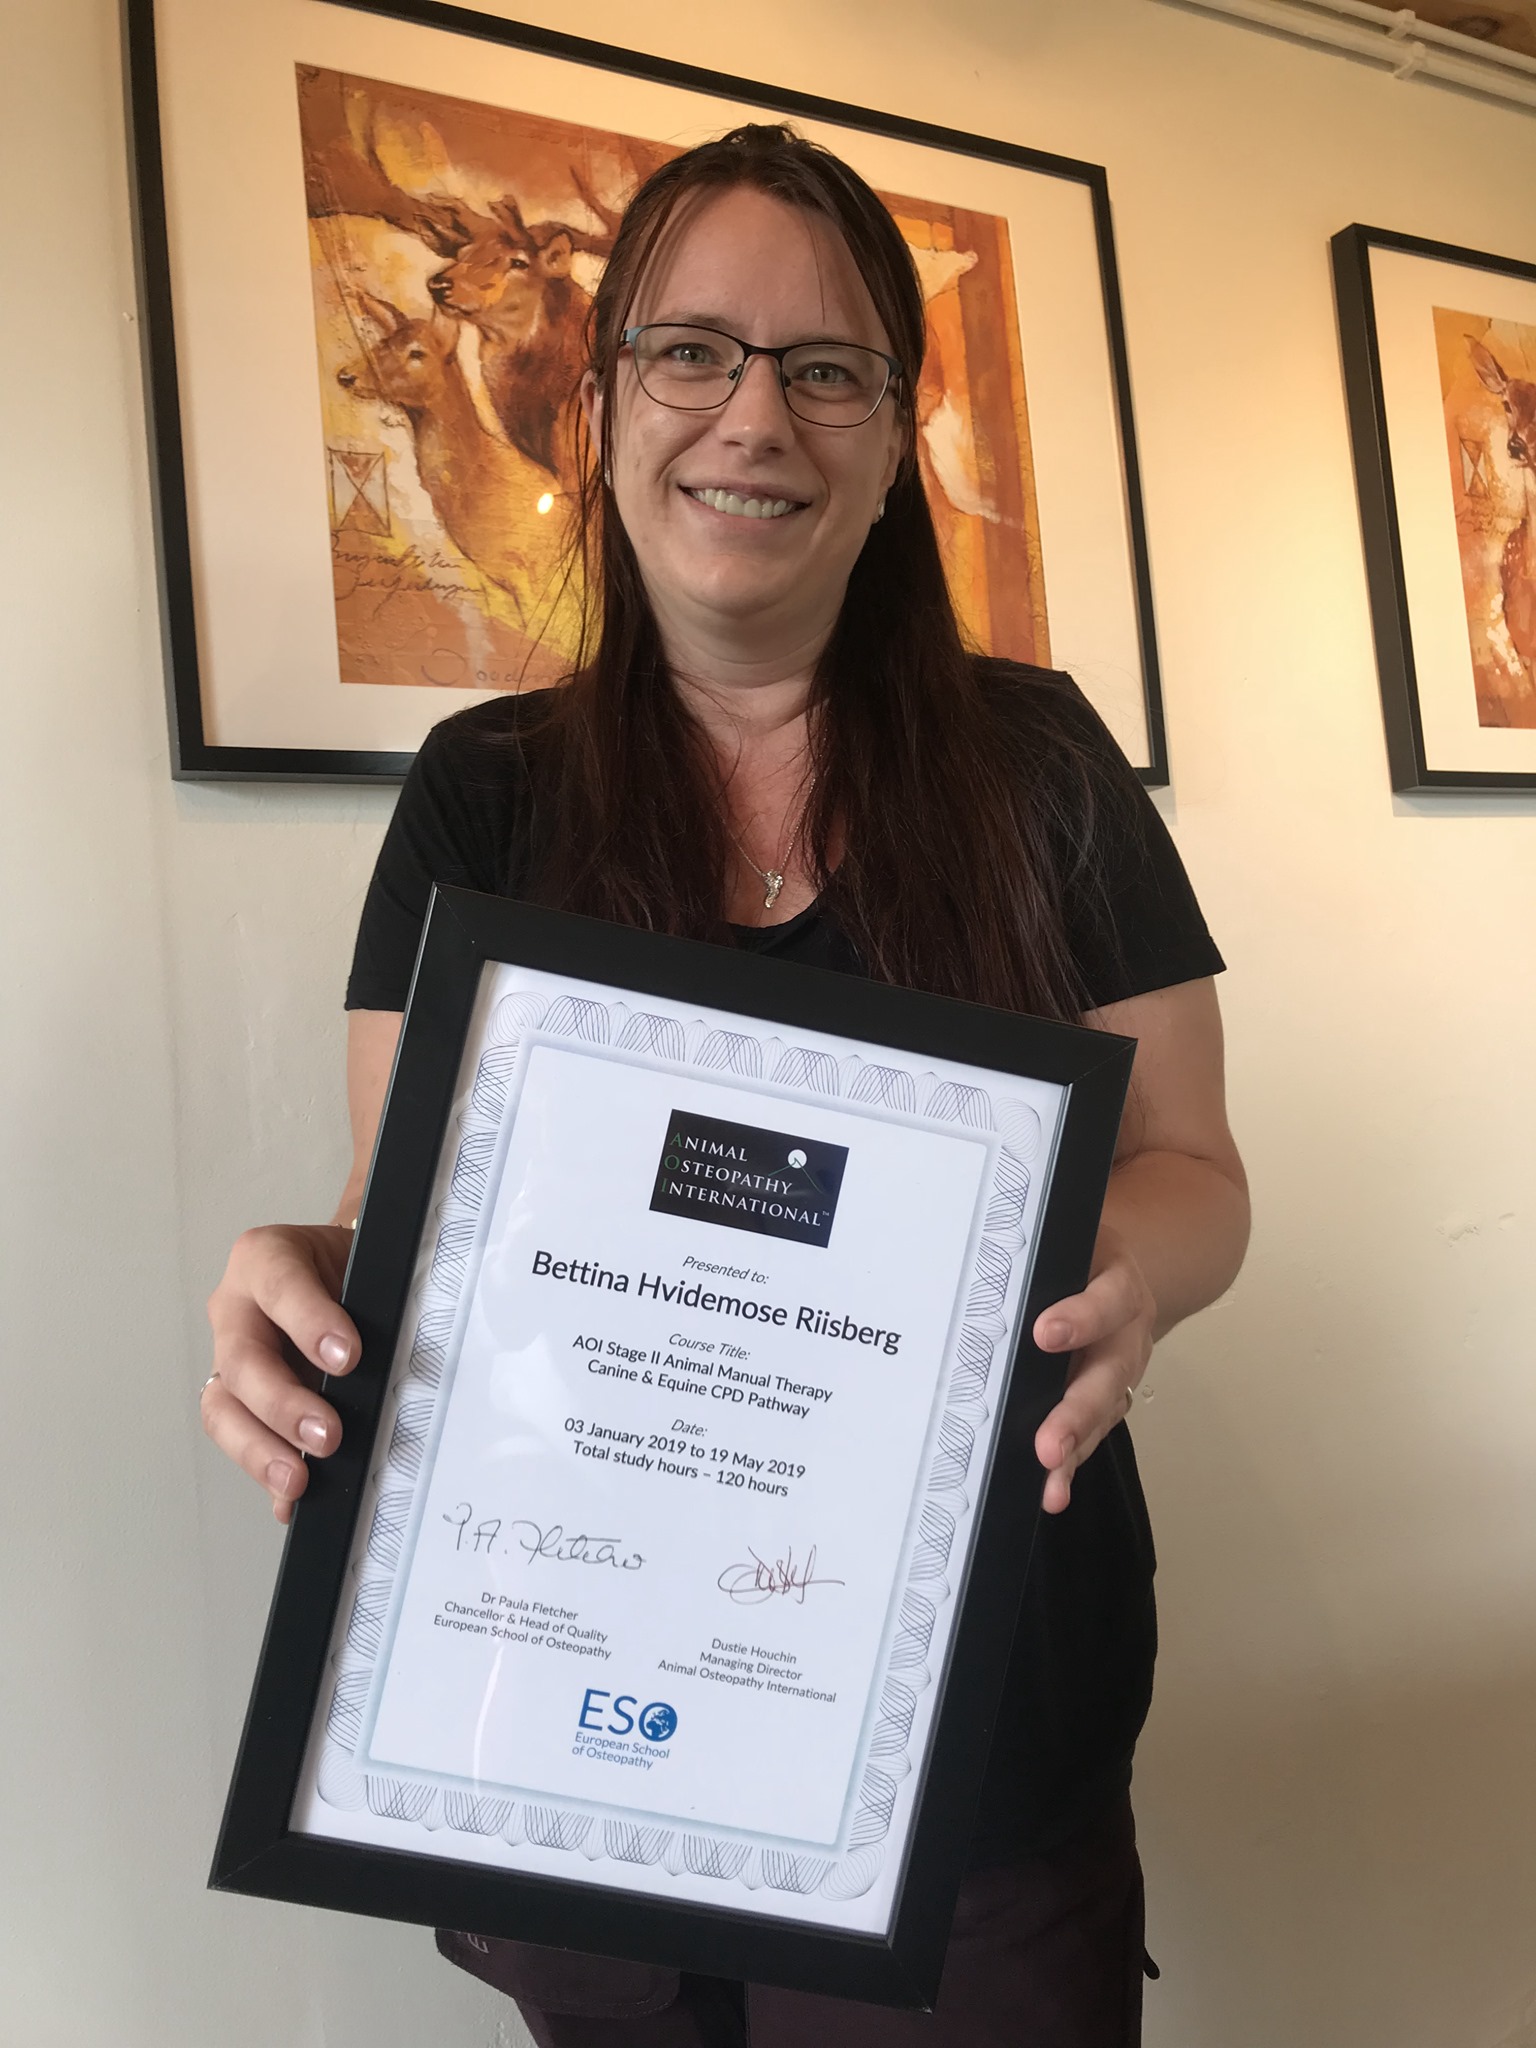 ANIMAL
OSTEOPATHY
INTERNATIONAL™
Presented to:
Bettina Hvidemose Riisberg
Course Title:
AOI Stage II Animal Manual Therapy
Canine & Equine CPD Pathway
Date:
03 January 2019 to 19 May 2019
Total study hours – 120 hours
P.A. Fletcher
Dr Paula Fletcher
Chancellor & Head of Quality
European School of Osteopathy
Dustie Houchin
Managing Director
Animal Osteopathy International
ESO
European School
of Osteopathy